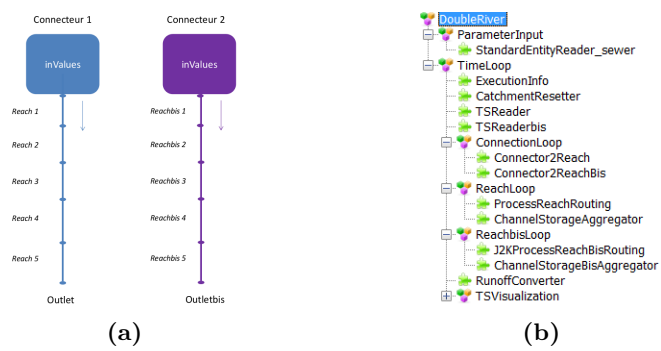 Connecteur 1
Connecteur 2
inValues
inValues
Reach 1
Reachbis 1
Reach 2
Reachbis 2
Reach 3
Reachbis 3
Reach 4
Reachbis 4
Reach 5
Reachbis 5
Outlet
Outletbis
(a)
DoubleRiver
ParameterInput
StandardEntityReader_sewer
TimeLoop
ExecutionInfo
CatchmentResetter
TSReader
TSReaderbis
ConnectionLoop
Connector2Reach
Connector2ReachBis
ReachLoop
ProcessReachRouting
ChannelStorageAggregator
ReachbisLoop
J2KProcessReachBisRouting
ChannelStorageBisAggregator
RunoffConverter
TSVisualization
(b)